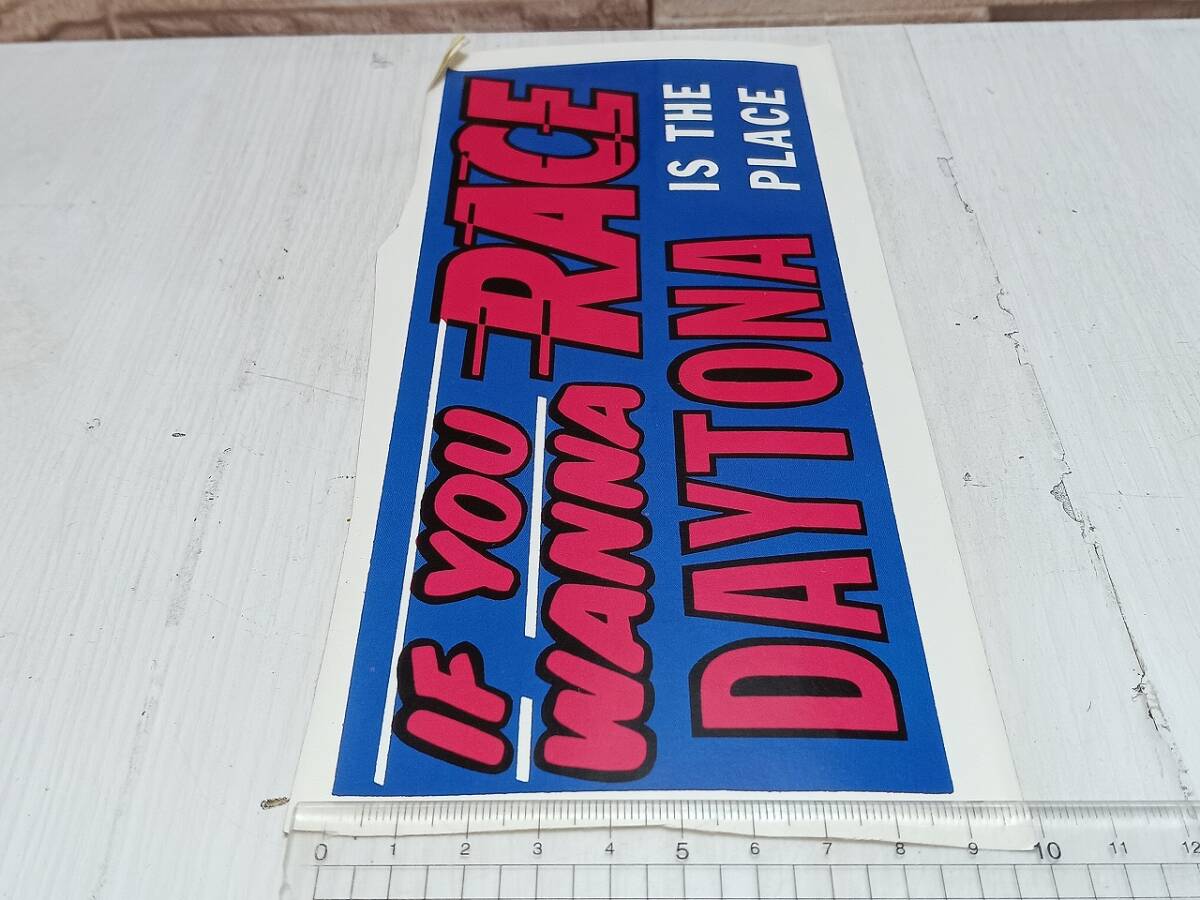 IF YOU RACE
WANNA
DAYTONA IS THE
PLACE
0 1 2 3 4 5 6 7 8 9 10 11 12